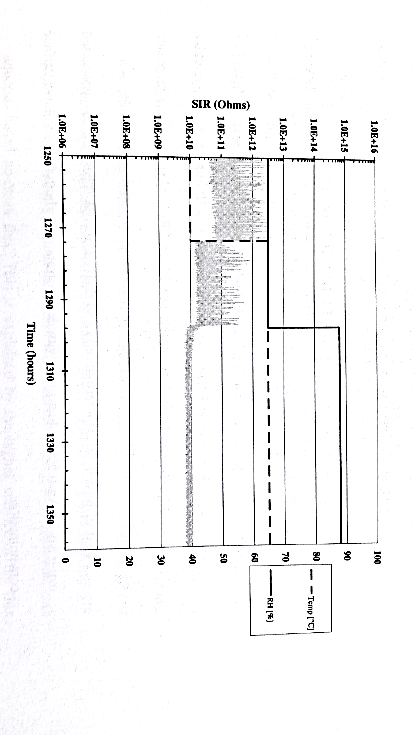 SIR (Ohms)
1.0E+16
1.0E+15
1.0E+14
1.0E+13
1.0E+12
1.0E+11
1.0E+10
1.0E+09
1.0E+08
1.0E+07
1.0E+06
1250
1270
1290
1310
1330
1350
Time (hours)
100
90
80
70
60
50
40
30
20
10
0
Temp [°C]
RH [%]